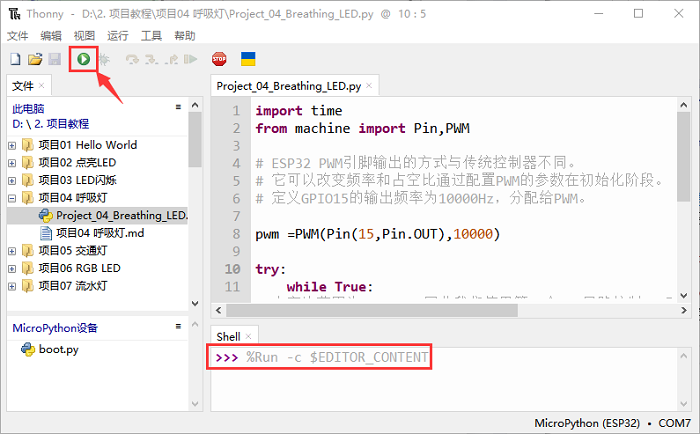 Thonny - D:\2. 项目教程\项目04 呼吸灯\Project_04_Breathing_LED.py @ 10 : 5
文件 编辑 视图 运行 工具 帮助
STOP
文件
此电脑
D: \ 2. 项目教程
项目01 Hello World
项目02 点亮LED
项目03 LED闪烁
项目04 呼吸灯
Project_04_Breathing_LED.
项目04 呼吸灯.md
项目05 交通灯
项目06 RGB LED
项目07 流水灯
MicroPython设备
boot.py
Project_04_Breathing_LED.py
1 import time
2 from machine import Pin,PWM
3
4 # ESP32 PWM引脚输出的方式与传统控制器不同。
5 # 它可以改变频率和占空比通过配置PWM的参数在初始化阶段。
6 # 定义GPIO15的输出频率为10000Hz，分配给PWM。
7
8 pwm =PWM(Pin(15,Pin.OUT),10000)
9
10 try:
11 while True:
Shell
>>> %Run -c $EDITOR_CONTENT
MicroPython (ESP32) • COM7